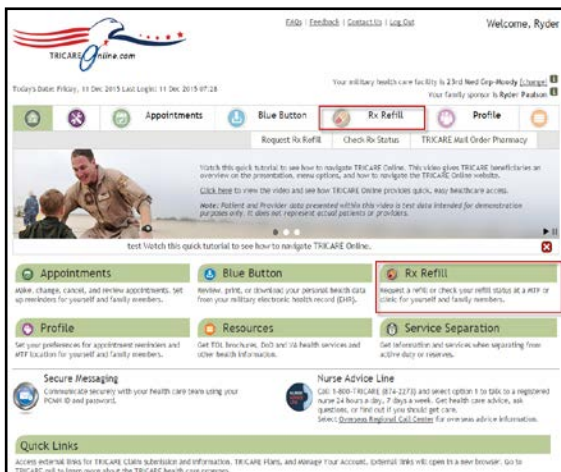 FAQs | Feedback | Contact Us | Log Out
Welcome, Ryder
TRICARE Online.com
Your military health care facility is 23rd Med Grp-Moody [change]
Today's Date: Friday, 11 Dec 2015 Last Login: 11 Dec 2015 07:28
Your family sponsor is Ryder Paulson
Appointments
Blue Button
Rx Refill
Profile
Request Rx Refill
Check Rx Status
TRICARE Mail Order Pharmacy
Watch this quick tutorial to see how to navigate TRICARE Online. This video gives TRICARE beneficiaries an
overview on the presentation, menu options, and how to navigate the TRICARE Online website.
Click here to view the video and see how TRICARE Online provides quick, easy healthcare access.
Note: Patient and Provider data presented within this video is test data intended for demonstration
purposes only. It does not represent actual patients or providers.
test Watch this quick tutorial to see how to navigate TRICARE Online.
Appointments
Make, change, cancel, and review appointments. Set
up reminders for yourself and family members.
Blue Button
Review, print, or download your personal health data
from your military electronic health record (EHR).
Rx Refill
Request a refill or check your refill status at a MTF or
clinic for yourself and family members.
Profile
Set your preferences for appointment reminders and
MTF location for yourself and family members.
Resources
Get TOL brochures, DoD and VA health services and
other health information.
Service Separation
Get information and services when separating from
active duty or reserves.
Secure Messaging
Communicate securely with your health care team using your
password.
Nurse Advice Line
Call 1-800-TRICARE (874-2273) and select option 1 to talk to a registered
nurse 24 hours a day, 7 days a week. Get health care advice, ask
questions, or find out if you should get care.
Select Overseas Regional Call Center for overseas advice information.
Quick Links
Access external links for TRICARE Claim submission and information, TRICARE Plans, and Manage Your Account. External links will open in a new browser. Go to